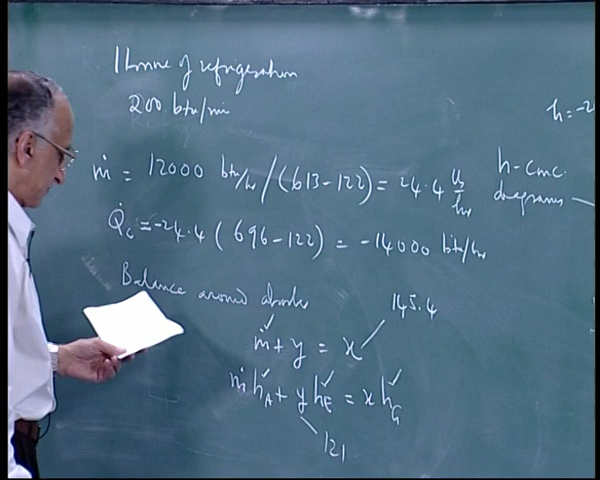 1 tonne of refrigeration
200 btu/min
ṁ = 12000 btu/hr / (613-122) = 24.4 lb/hr
Q̇c = -24.4 (696-122) = -14000 btu/hr
h = -2
h-conc.
diagrams
Balance around absorber
145.4
ṁ + y = x
ṁ hA + y hE = x hG
121